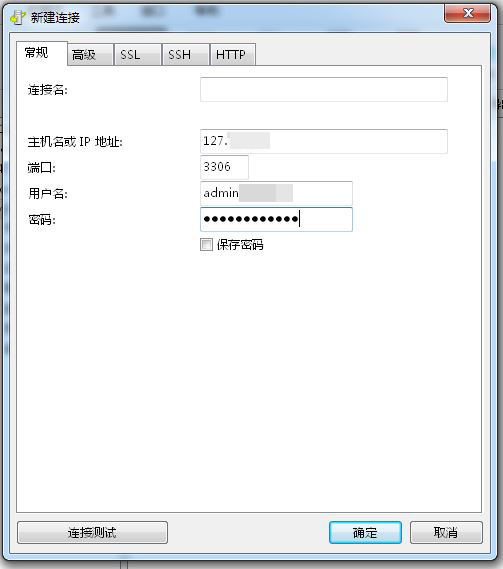 新建连接
常规 高级 SSL SSH HTTP
连接名:
主机名或 IP 地址: 127.
端口: 3306
用户名: admin
密码: ●●●●●●●●●●●●
保存密码
连接测试 确定 取消